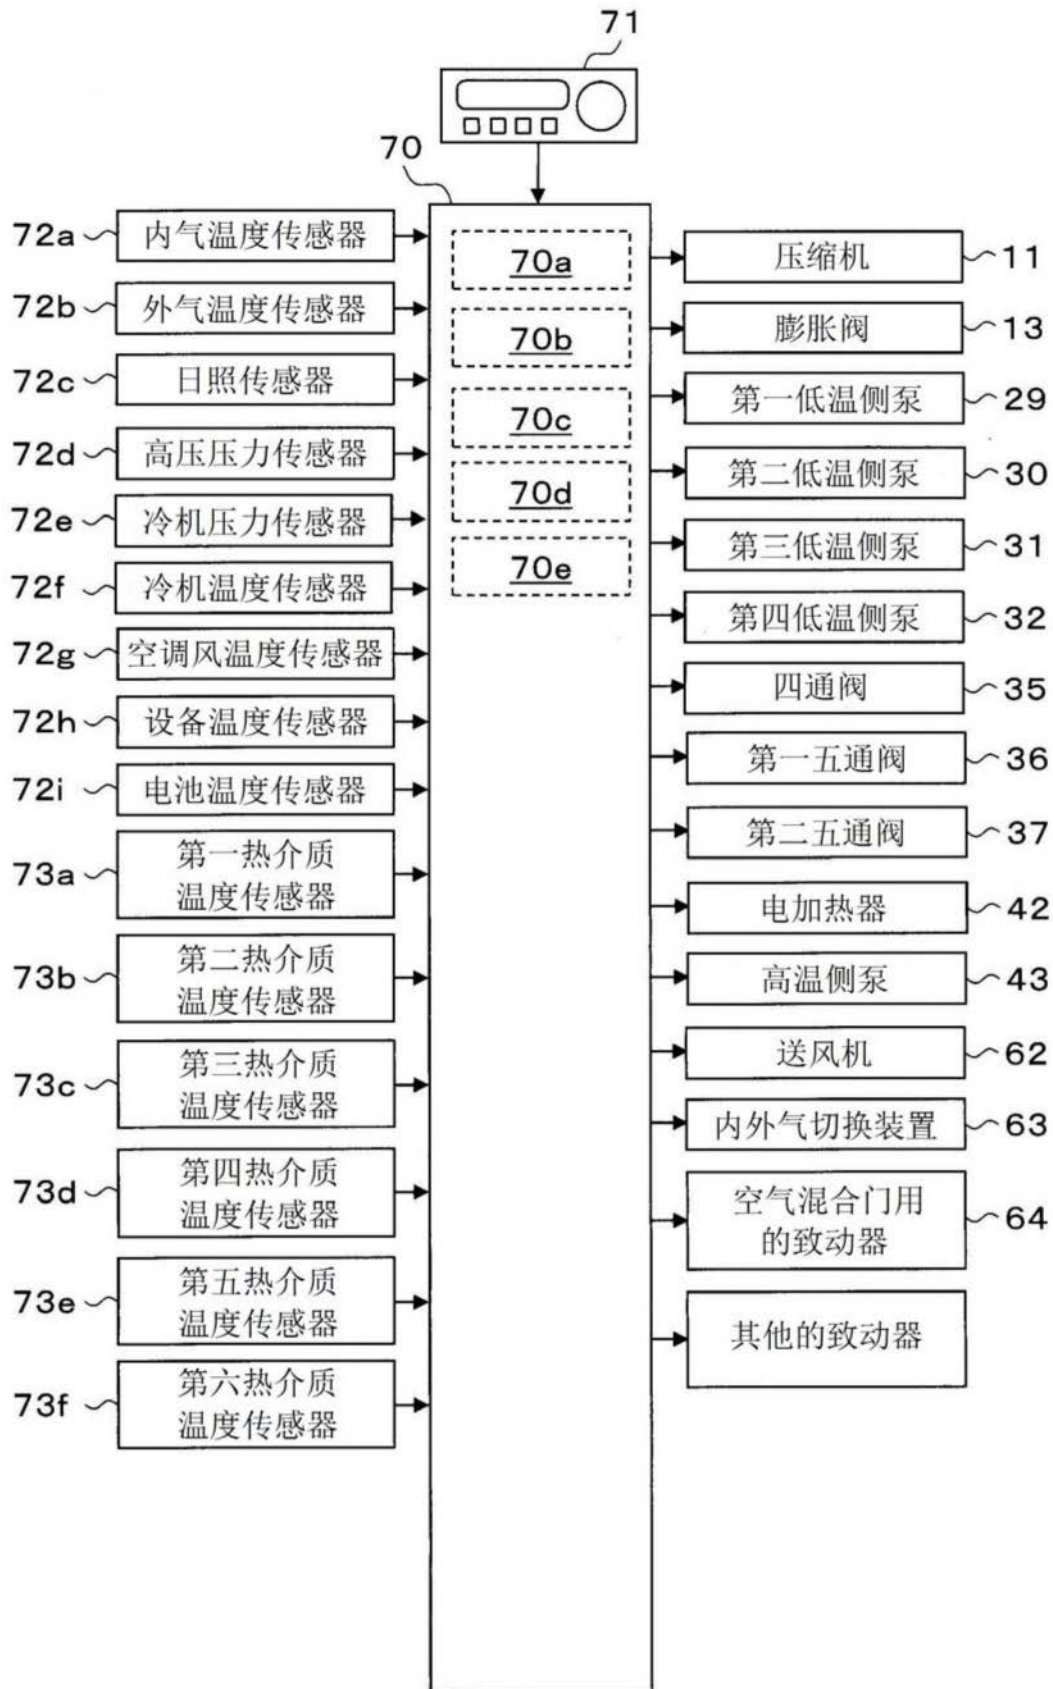 71
70
72a 内气温度传感器
72b 外气温度传感器
72c 日照传感器
72d 高压压力传感器
72e 冷机压力传感器
72f 冷机温度传感器
72g 空调风温度传感器
72h 设备温度传感器
72i 电池温度传感器
73a 第一热介质
温度传感器
73b 第二热介质
温度传感器
73c 第三热介质
温度传感器
73d 第四热介质
温度传感器
73e 第五热介质
温度传感器
73f 第六热介质
温度传感器
70a
70b
70c
70d
70e
压缩机 11
膨胀阀 13
第一低温侧泵 29
第二低温侧泵 30
第三低温侧泵 31
第四低温侧泵 32
四通阀 35
第一五通阀 36
第二五通阀 37
电加热器 42
高温侧泵 43
送风机 62
内外气切换装置 63
空气混合门用
的致动器 64
其他的致动器